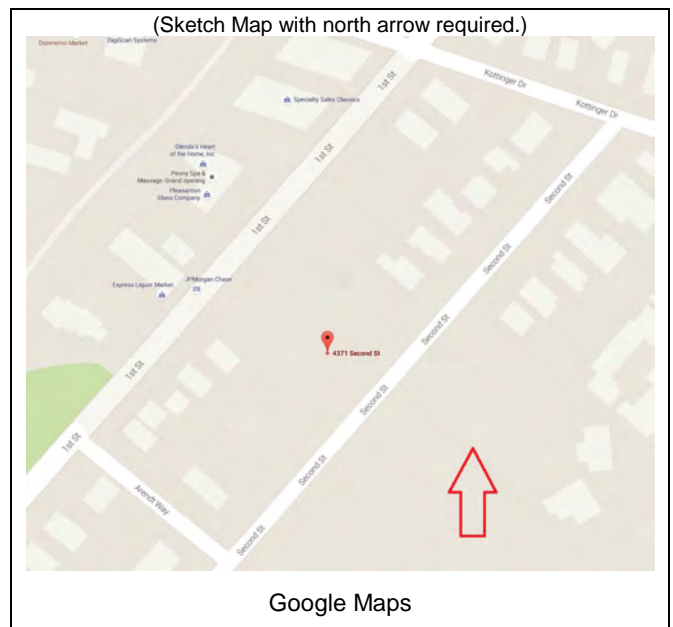 (Sketch Map with north arrow required.)
Donnemo Market
DigiScan Systems
1st St
Kottinger Dr
Kottinger Dr
Specialty Sales Classics
1st St
Glenda's Heart
of the Home, Inc
Peony Spa &
Massage -Grand opening
Pleasanton
Glass Company
Second St
1st St
Second St
Express Liquor Market
JPMorgan Chase
Second St
4371 Second St
1st St
Second St
1st St
Second St
Arendt Way
Second St
Google Maps